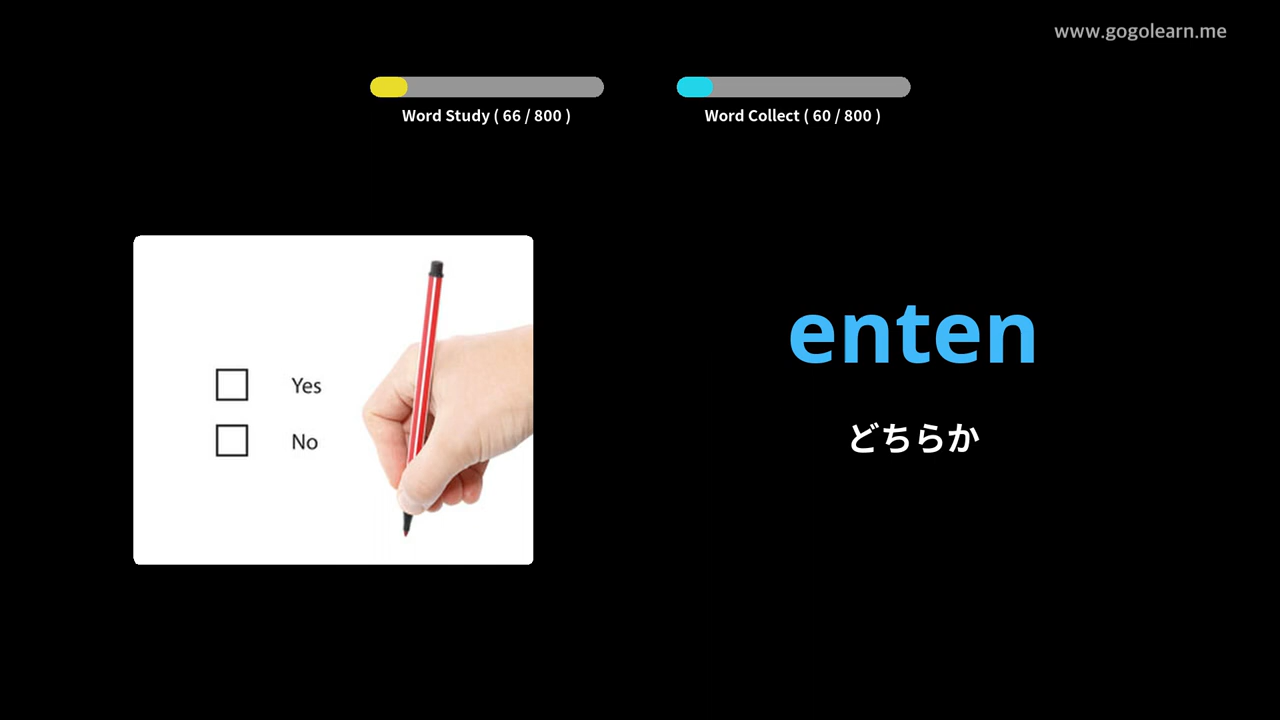 www.gogolearn.me
Word Study ( 66 / 800 )
Word Collect ( 60 / 800 )
Yes
No
enten
どちらか